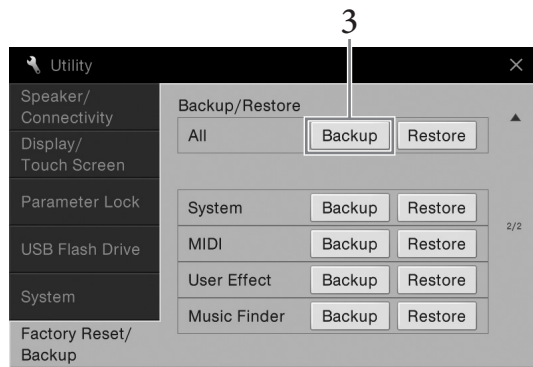 3
Utility
Speaker/
Connectivity
Display/
Touch Screen
Parameter Lock
USB Flash Drive
System
Factory Reset/
Backup
Backup/Restore
All Backup Restore
System Backup Restore
MIDI Backup Restore
User Effect Backup Restore
Music Finder Backup Restore
2/2